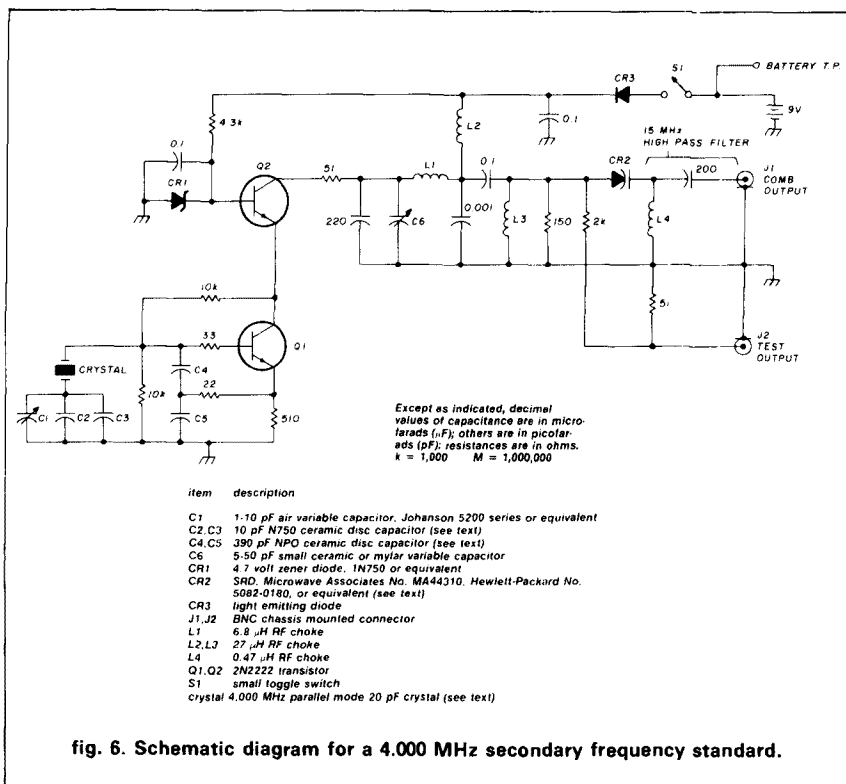 BATTERY T.P.
S1
CR3
9V
4.3k
0.1
L2
15 MHz
HIGH PASS FILTER
0.1
Q2
51
L1
0.1
CR2
200
J1
COMB
OUTPUT
CR1
220
C6
0.001
L3
150
2k
L4
10k
51
33
Q1
J2
TEST
OUTPUT
CRYSTAL
C4
22
10k
C1
C2
C3
C5
510
Except as indicated, decimal
values of capacitance are in micro-
farads (μF); others are in picofar-
ads (pF); resistances are in ohms.
k = 1,000 M = 1,000,000
item description
C1 1-10 pF air variable capacitor, Johanson 5200 series or equivalent
C2,C3 10 pF N750 ceramic disc capacitor (see text)
C4,C5 390 pF NPO ceramic disc capacitor (see text)
C6 5-50 pF small ceramic or mylar variable capacitor
CR1 4.7 volt zener diode, 1N750 or equivalent
CR2 SRD, Microwave Associates No. MA44310, Hewlett-Packard No.
5082-0180, or equivalent (see text)
CR3 light emitting diode
J1,J2 BNC chassis mounted connector
L1 6.8 μH RF choke
L2,L3 27 μH RF choke
L4 0.47 μH RF choke
Q1,Q2 2N2222 transistor
S1 small toggle switch
crystal 4.000 MHz parallel mode 20 pF crystal (see text)
fig. 6. Schematic diagram for a 4.000 MHz secondary frequency standard.